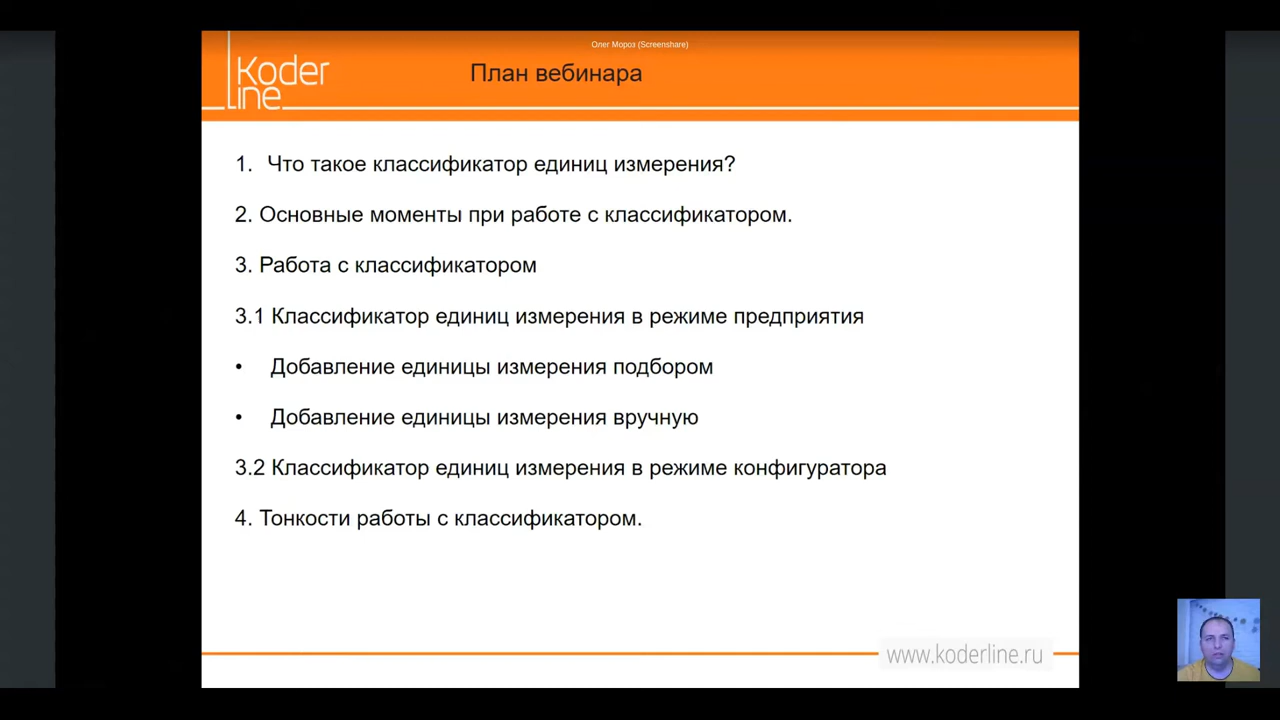 Олег Мороз (Screenshare)
Koder
line
План вебинара
1. Что такое классификатор единиц измерения?
2. Основные моменты при работе с классификатором.
3. Работа с классификатором
3.1 Классификатор единиц измерения в режиме предприятия
• Добавление единицы измерения подбором
• Добавление единицы измерения вручную
3.2 Классификатор единиц измерения в режиме конфигуратора
4. Тонкости работы с классификатором.
www.koderline.ru